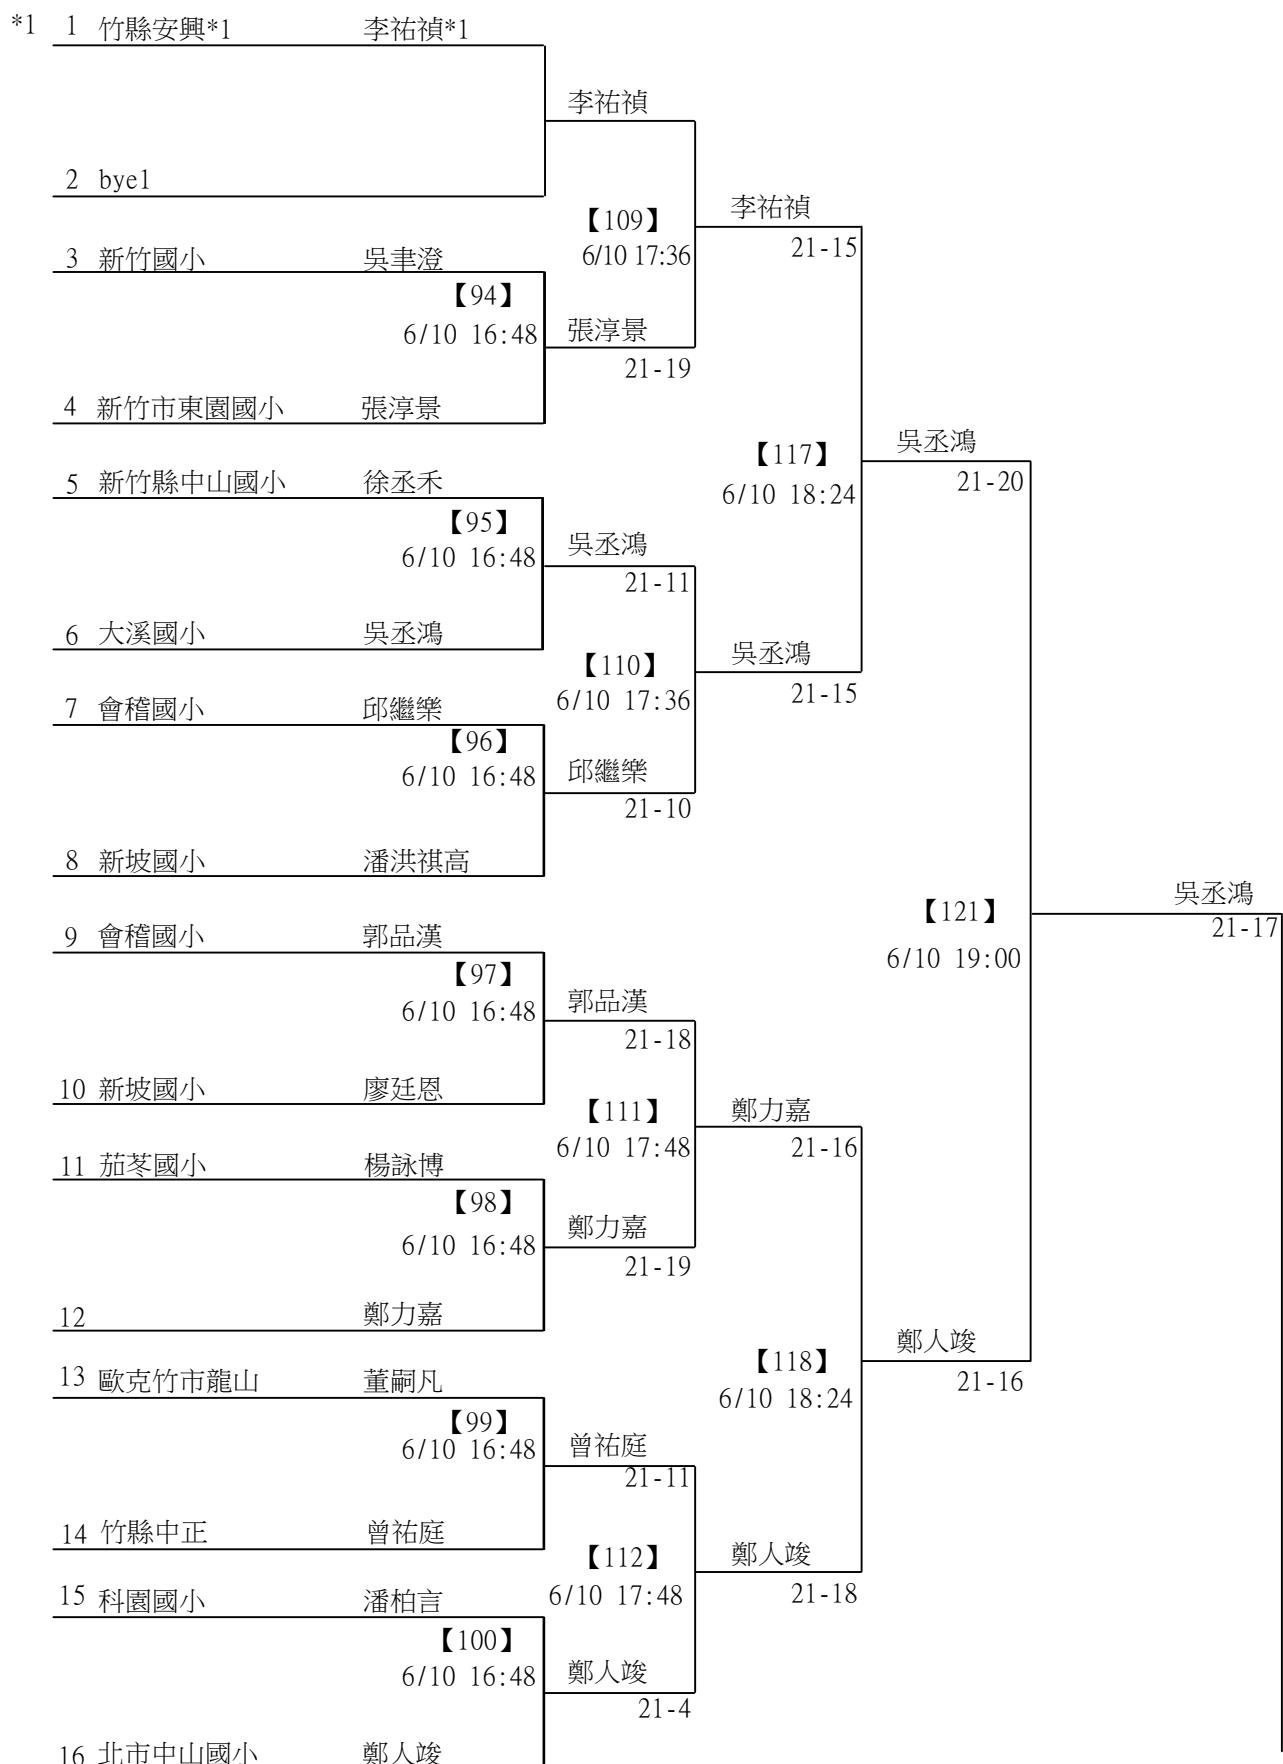 *1 1 竹縣安興*1 李祐禎*1
李祐禎
2 bye1
【109】 李祐禎
3 新竹國小 吳聿澄 6/10 17:36 21-15
【94】
6/10 16:48 張淳景
21-19
4 新竹市東園國小 張淳景
【117】 吳丞鴻
5 新竹縣中山國小 徐丞禾 6/10 18:24 21-20
【95】
6/10 16:48 吳丞鴻
21-11
6 大溪國小 吳丞鴻
【110】 吳丞鴻
7 會稽國小 邱繼樂 6/10 17:36 21-15
【96】
6/10 16:48 邱繼樂
21-10
8 新坡國小 潘洪祺高
吳丞鴻
【121】 21-17
9 會稽國小 郭品漢
6/10 19:00
【97】
6/10 16:48 郭品漢
21-18
10 新坡國小 廖廷恩
【111】 鄭力嘉
6/10 17:48 21-16
11 茄苳國小 楊詠博
【98】
6/10 16:48 鄭力嘉
21-19
12 鄭力嘉
【118】 鄭人竣
13 歐克竹市龍山 董嗣凡 6/10 18:24 21-16
【99】
6/10 16:48 曾祐庭
21-11
14 竹縣中正 曾祐庭
【112】 鄭人竣
15 科園國小 潘柏言 6/10 17:48 21-18
【100】
6/10 16:48 鄭人竣
21-4
16 北市中山國小 鄭人竣